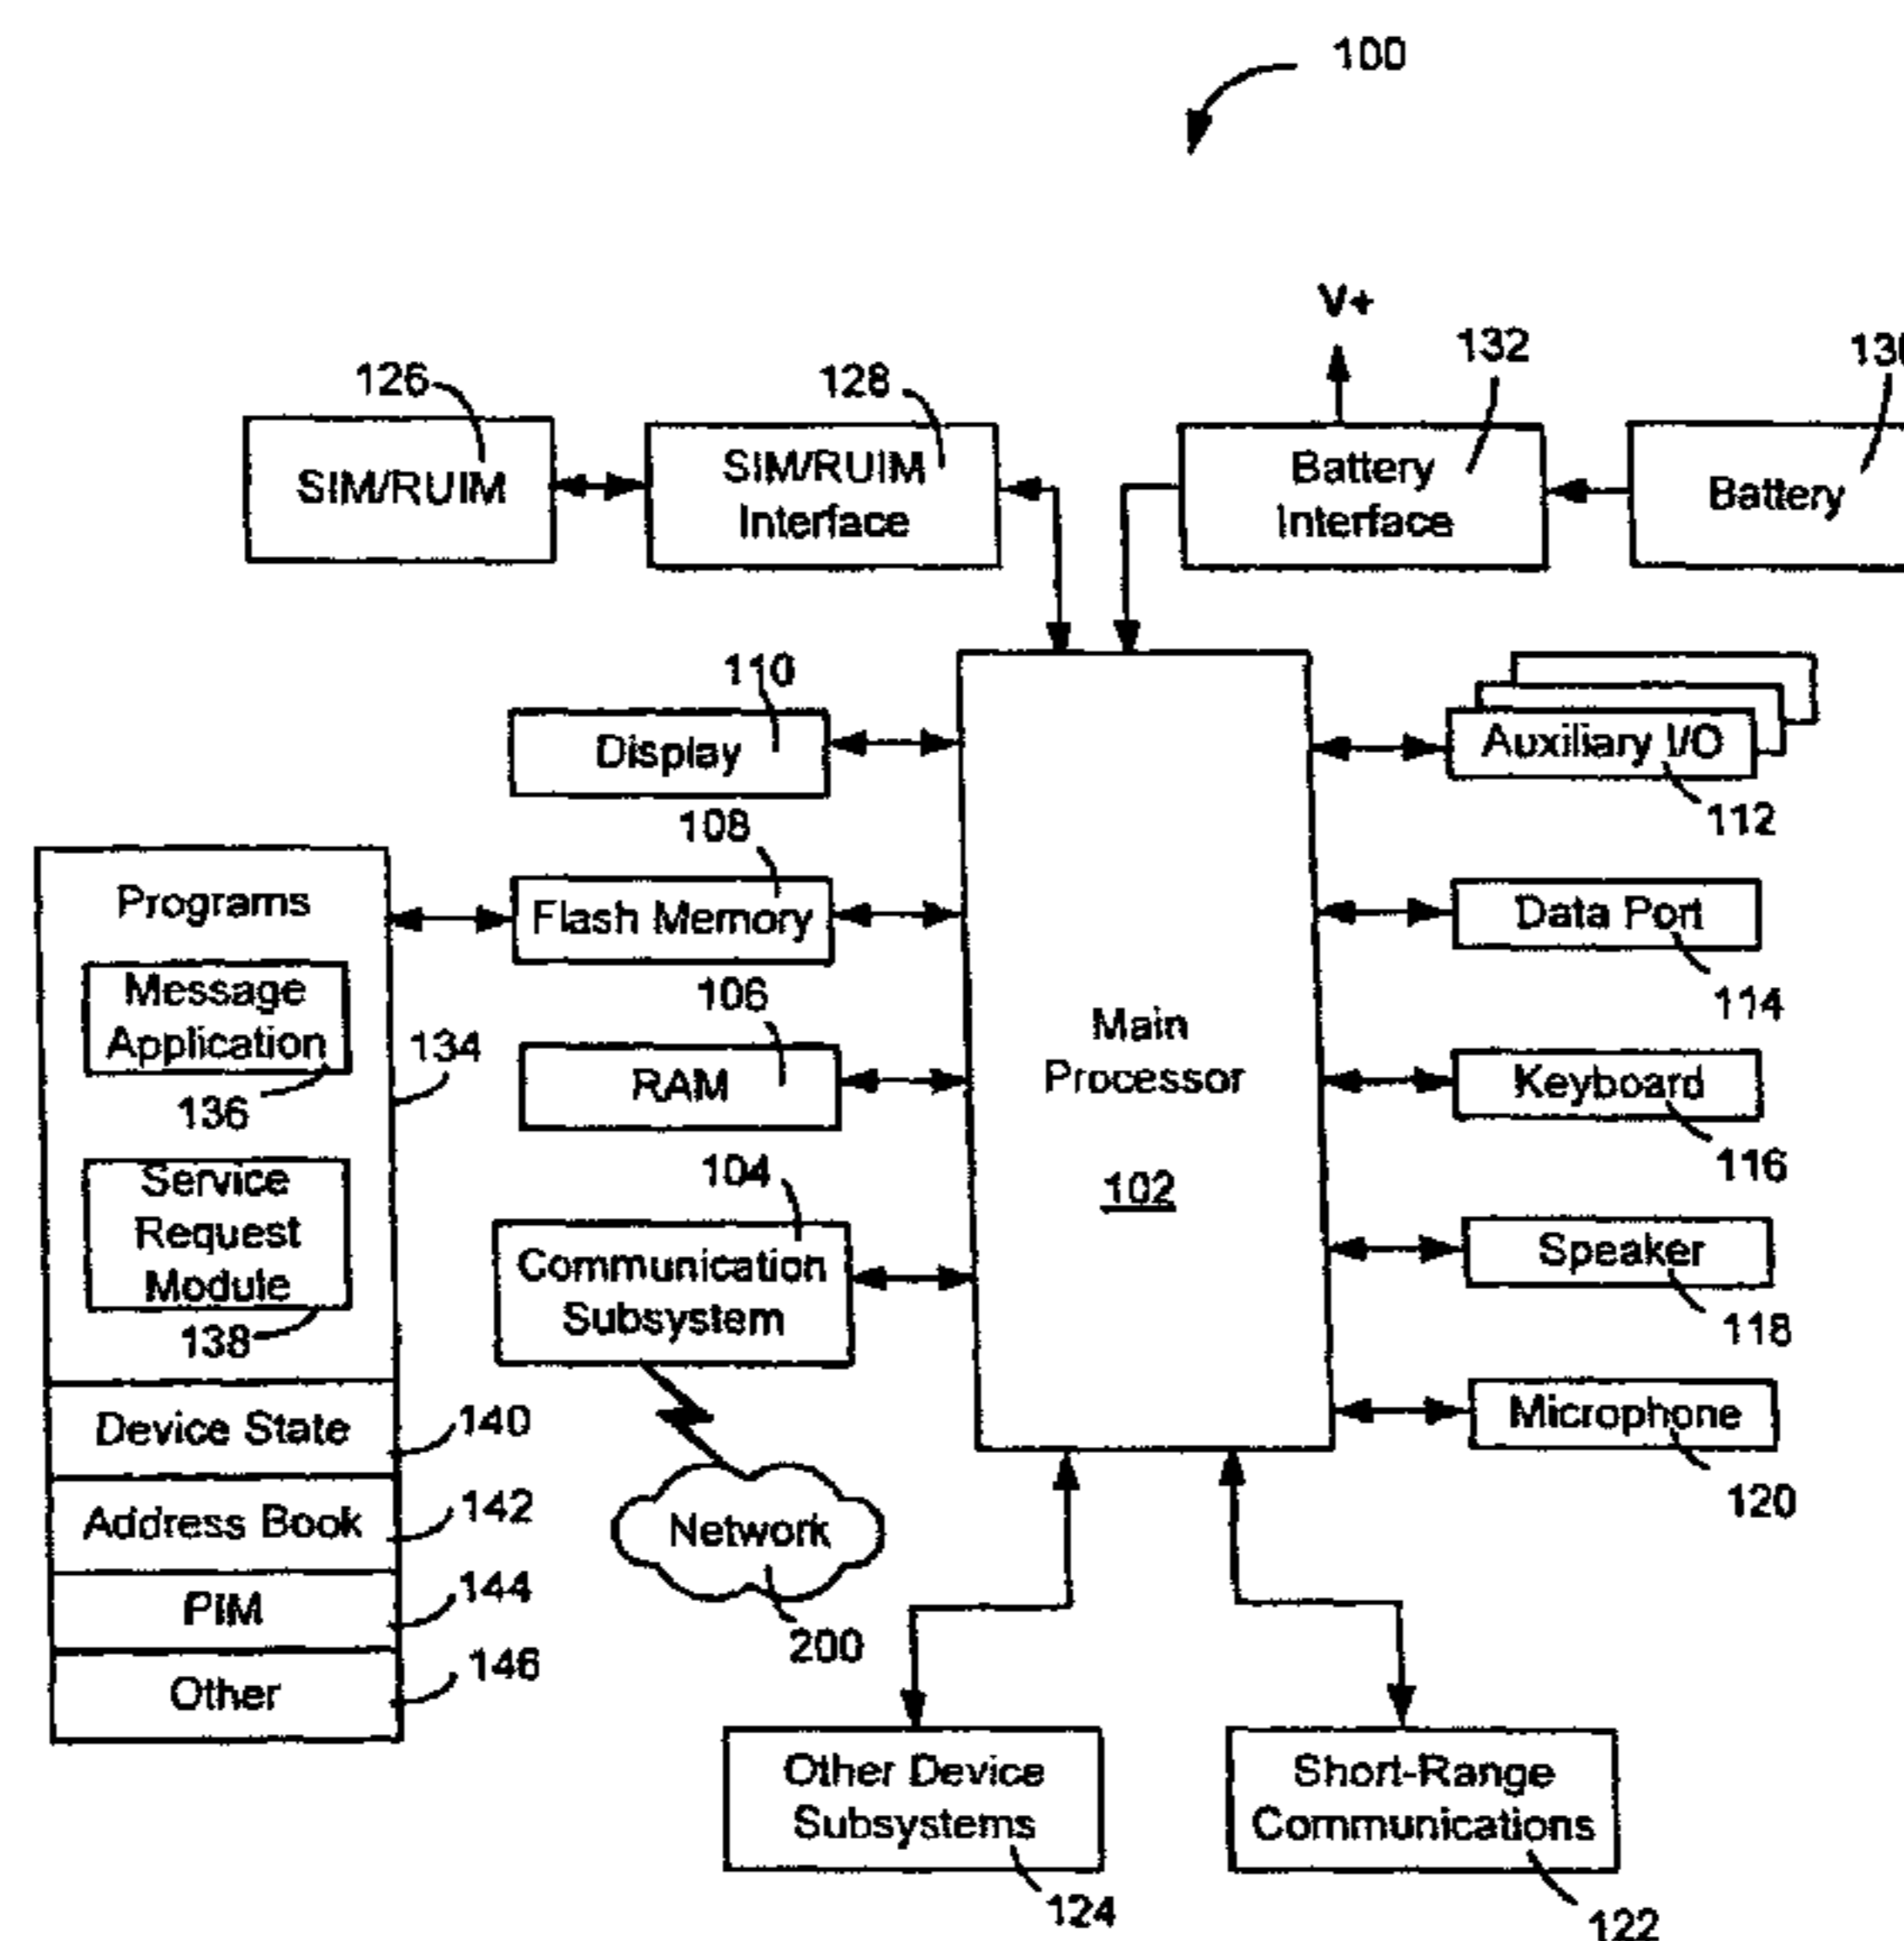 100
V+
132
130
126
128
SIM/RUIM
SIM/RUIM
Interface
Battery
Interface
Battery
110
Display
Auxiliary I/O
112
108
Programs
Flash Memory
Data Port
114
Message
Application
136
134
106
RAM
Main
Processor
102
Keyboard
116
Service
Request
Module
138
104
Communication
Subsystem
Speaker
118
Device State
140
Microphone
120
Address Book
142
Network
200
PIM
144
Other
146
Other Device
Subsystems
124
Short-Range
Communications
122